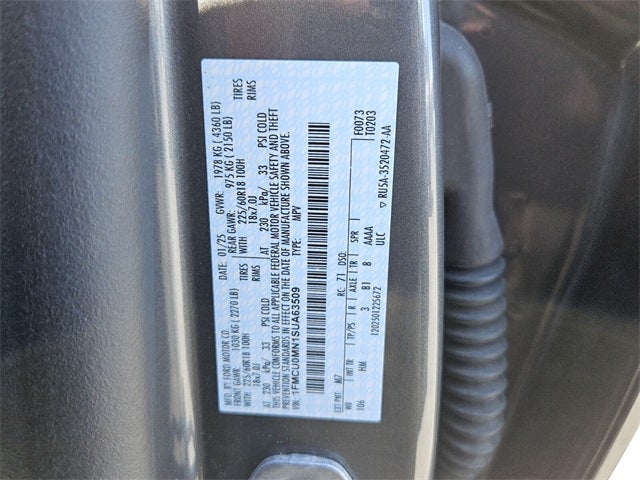 MFD. BY FORD MOTOR CO.
DATE: 01/25 GVWR: 1978 KG ( 4360 LB)
FRONT GAWR: 1030 KG ( 2270 LB) REAR GAWR: 975 KG ( 2150 LB)
WITH 225/60R18 100H TIRES WITH 225/60R18 100H TIRES
18x7.0J RIMS 18x7.0J RIMS
AT 230 kPa/ 33 PSI COLD AT 230 kPa/ 33 PSI COLD
THIS VEHICLE CONFORMS TO ALL APPLICABLE FEDERAL MOTOR VEHICLE SAFETY AND THEFT
PREVENTION STANDARDS IN EFFECT ON THE DATE OF MANUFACTURE SHOWN ABOVE.
VIN: 1FMCU0MN1SUA63509 TYPE: MPV
F0073
T0203
EXT PNT: M7 RC: 71 DSO:
WB INT TR TP/PS R AXLE TR SPR
106 HM 3 B1 8 AAAA
ULC
1202501225672
▽ RU5A-3520472-AA